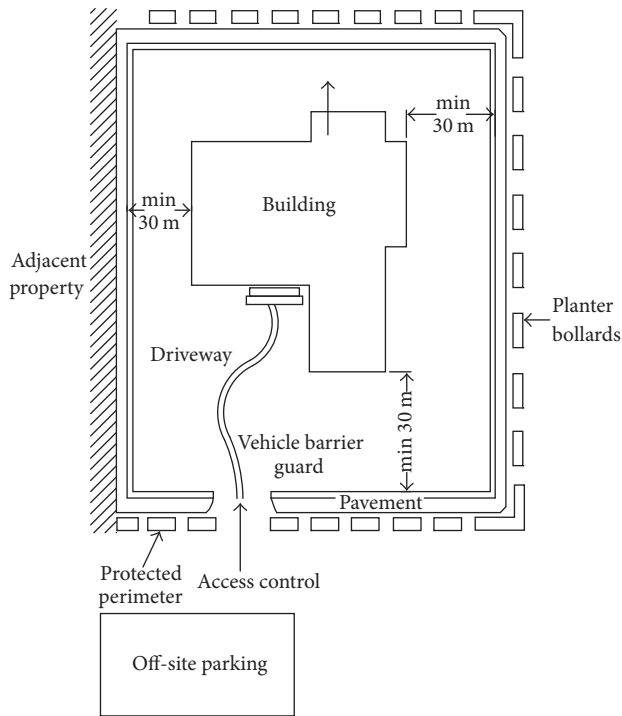 min
30 m
min
30 m
Building
Adjacent
property
Planter
bollards
Driveway
min 30 m
Vehicle barrier
guard
Pavement
Protected
perimeter
Access control
Off-site parking